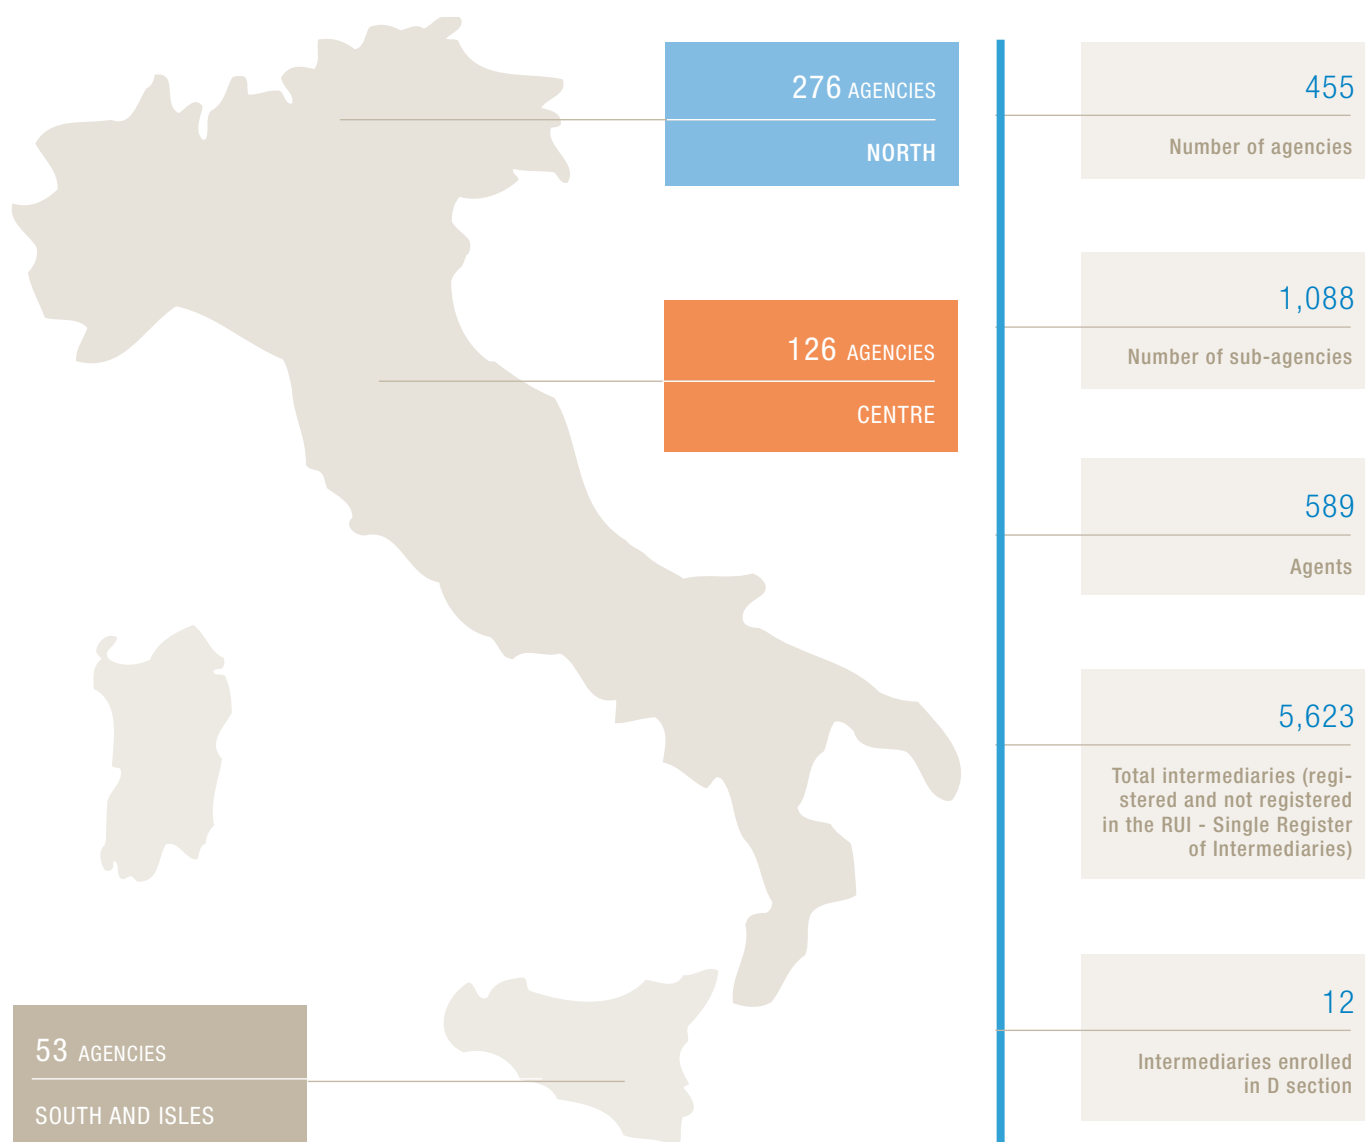 276 AGENCIES
NORTH
126 AGENCIES
CENTRE
53 AGENCIES
SOUTH AND ISLES
455
Number of agencies
1,088
Number of sub-agencies
589
Agents
5,623
Total intermediaries (regi-
stered and not registered
in the RUI - Single Register
of Intermediaries)
12
Intermediaries enrolled
in D section